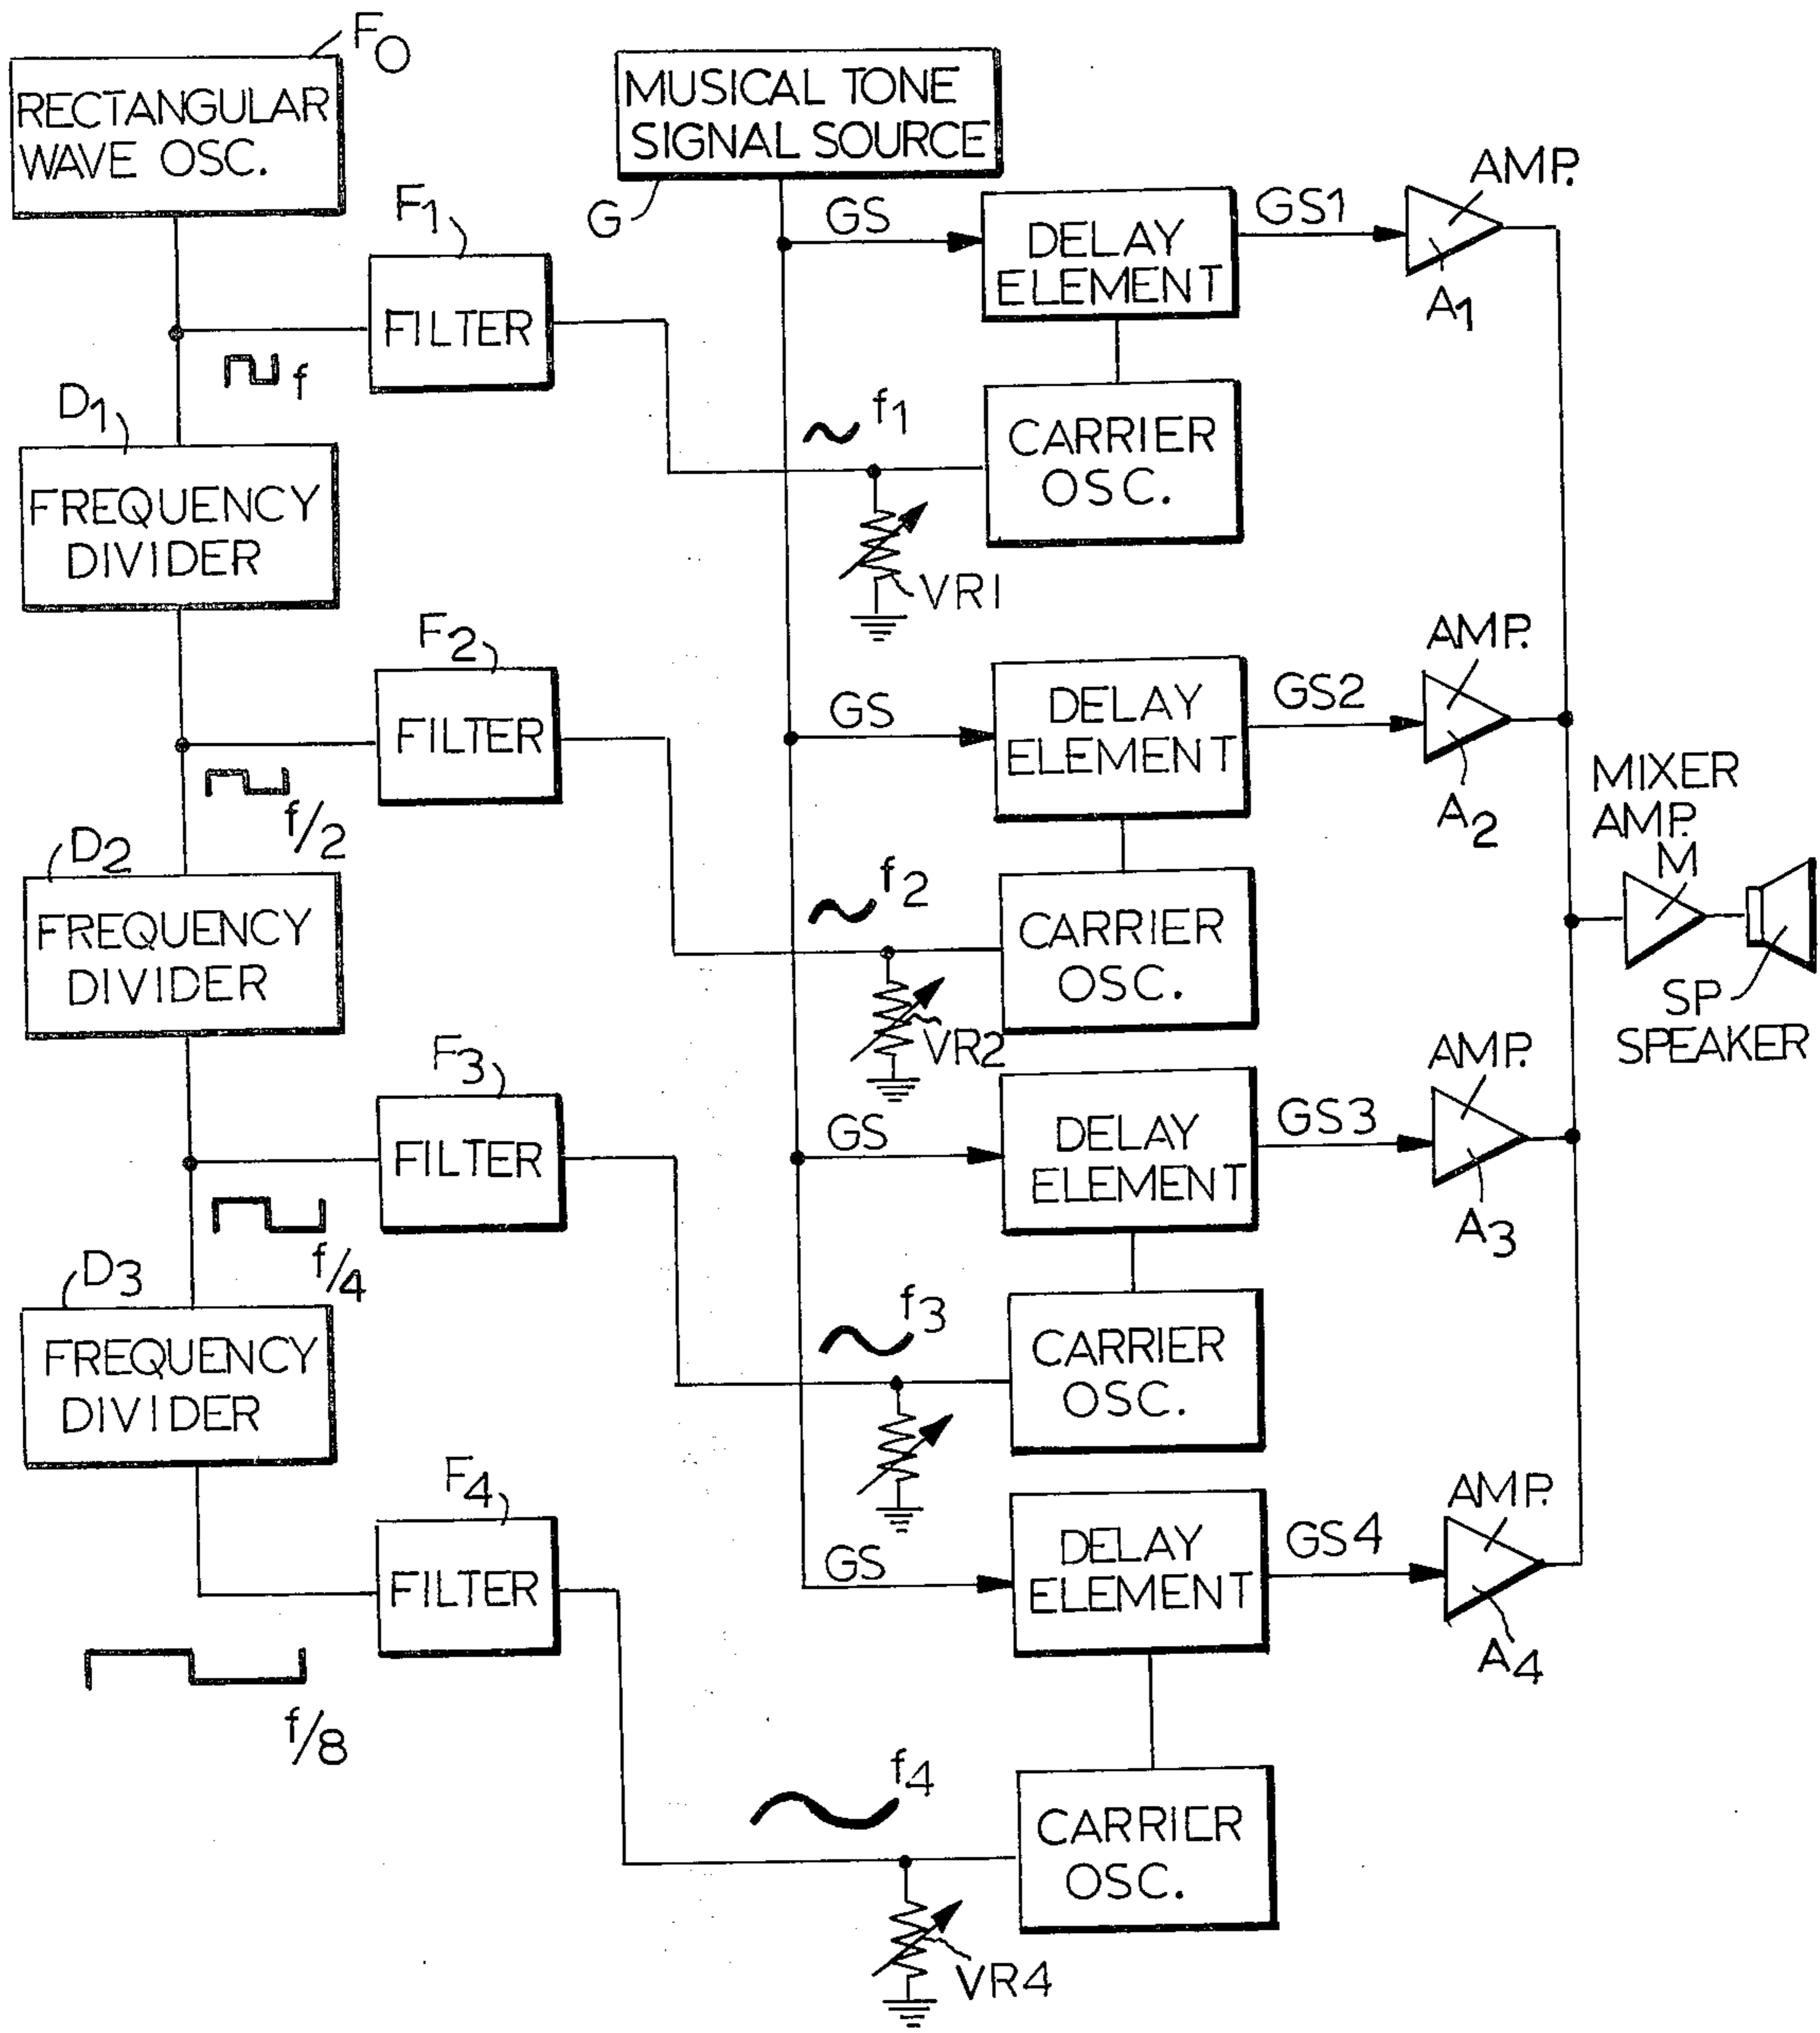 F0
RECTANGULAR
WAVE OSC.
MUSICAL TONE
SIGNAL SOURCE
G
F1
FILTER
f
GS
DELAY
ELEMENT
GS1
AMP.
A1
D1
FREQUENCY
DIVIDER
f1
CARRIER
OSC.
VR1
F2
FILTER
f/2
GS
DELAY
ELEMENT
GS2
AMP.
A2
MIXER
AMP.
M
SP
SPEAKER
D2
FREQUENCY
DIVIDER
f2
CARRIER
OSC.
VR2
F3
FILTER
f/4
GS
DELAY
ELEMENT
GS3
AMP.
A3
D3
FREQUENCY
DIVIDER
f3
CARRIER
OSC.
F4
FILTER
f/8
GS
DELAY
ELEMENT
GS4
AMP.
A4
f4
CARRIER
OSC.
VR4